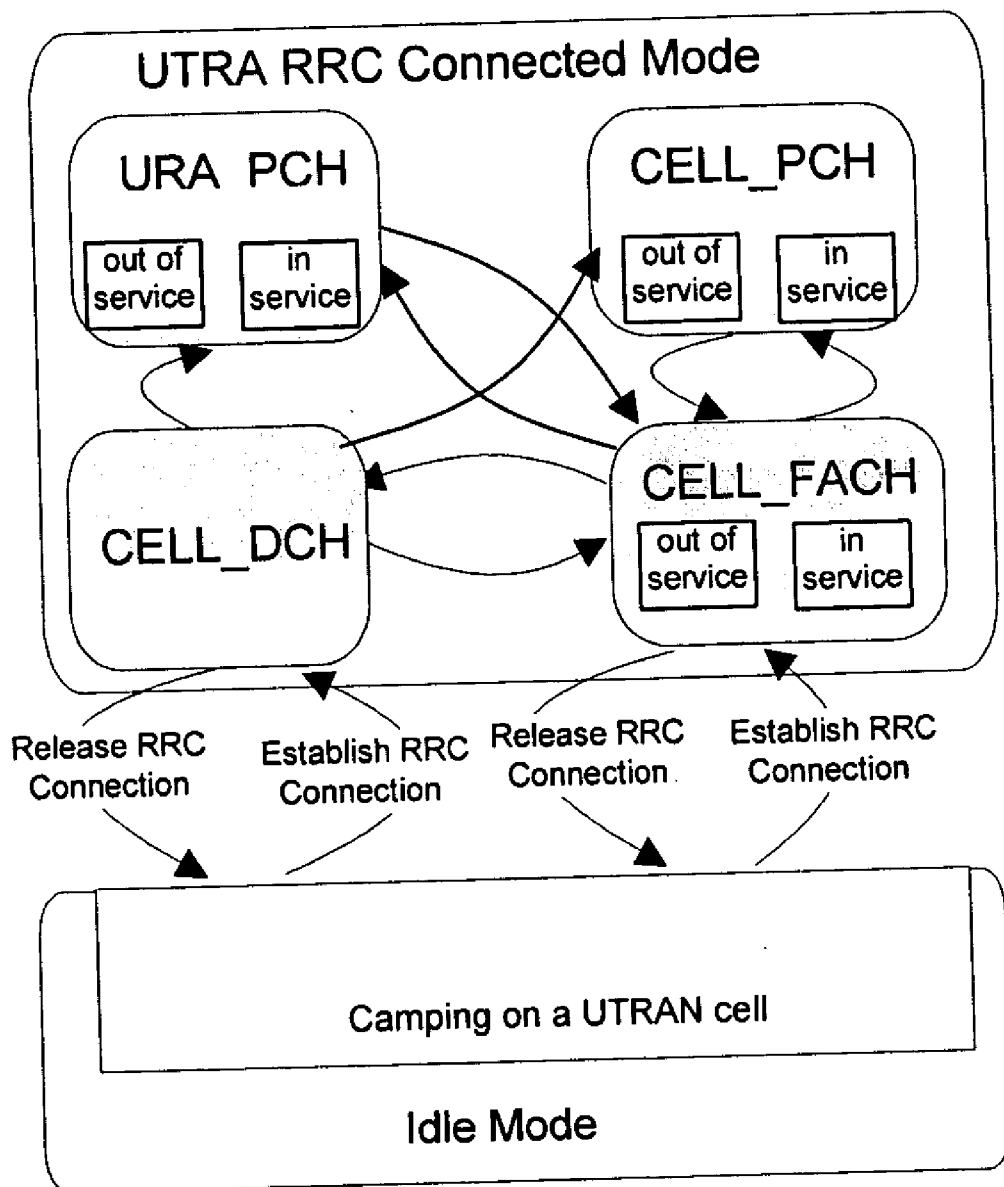 UTRA RRC Connected Mode
URA PCH
out of
service
in
service
CELL_PCH
out of
service
in
service
CELL_DCH
CELL_FACH
out of
service
in
service
Release RRC
Connection
Establish RRC
Connection
Release RRC
Connection
Establish RRC
Connection
Camping on a UTRAN cell
Idle Mode